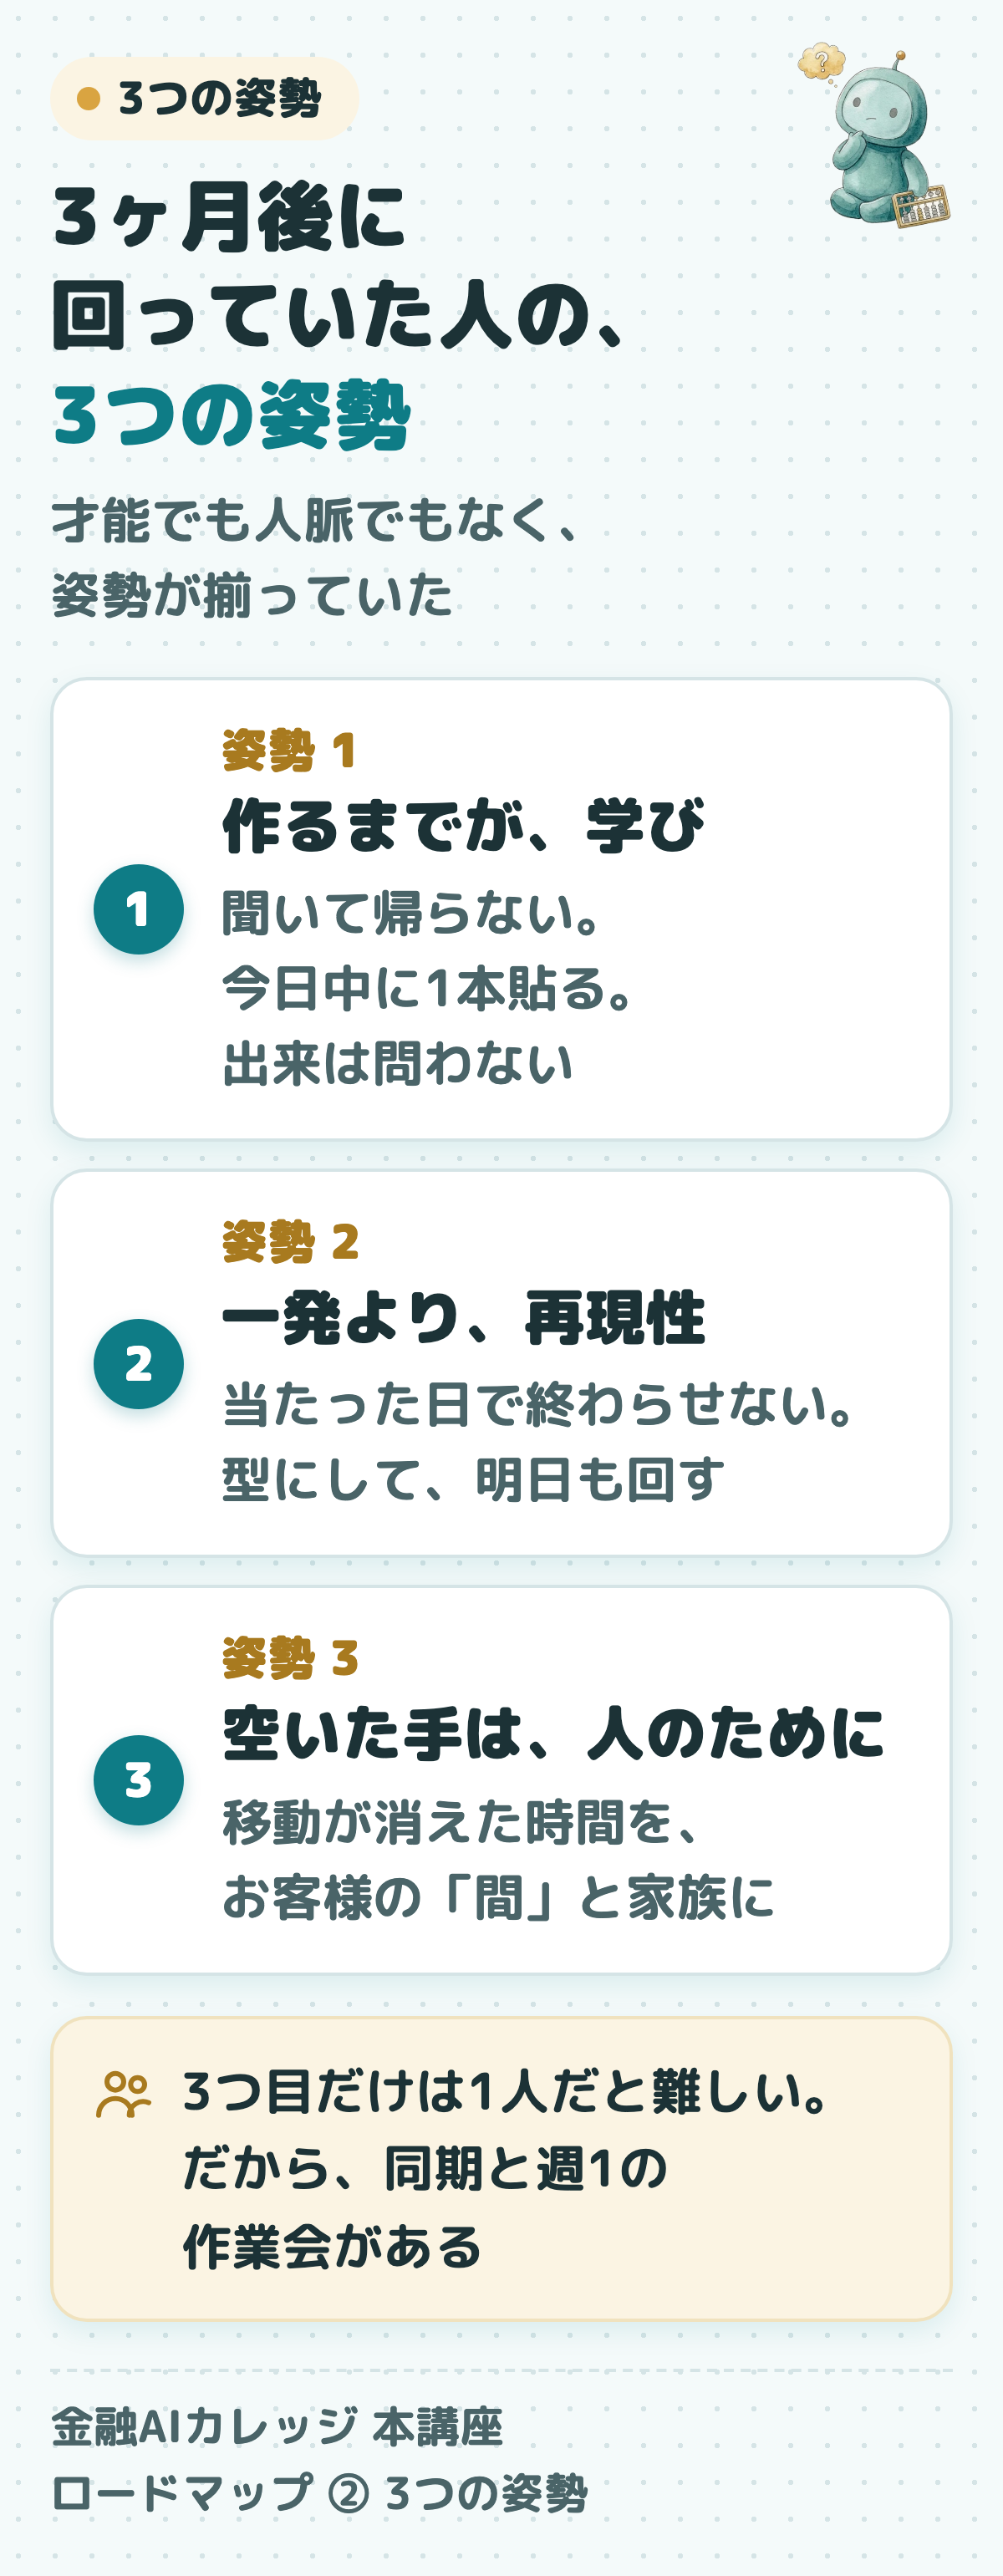 3つの姿勢
?
3ヶ月後に
回っていた人の、
3つの姿勢
才能でも人脈でもなく、
姿勢が揃っていた
姿勢 1
作るまでが、学び
1
聞いて帰らない。
今日中に1本貼る。
出来は問わない
姿勢 2
一発より、再現性
2
当たった日で終わらせない。
型にして、明日も回す
姿勢 3
空いた手は、人のために
3
移動が消えた時間を、
お客様の「間」と家族に
3つ目だけは1人だと難しい。
だから、同期と週1の
作業会がある
金融AIカレッジ 本講座
ロードマップ ② 3つの姿勢